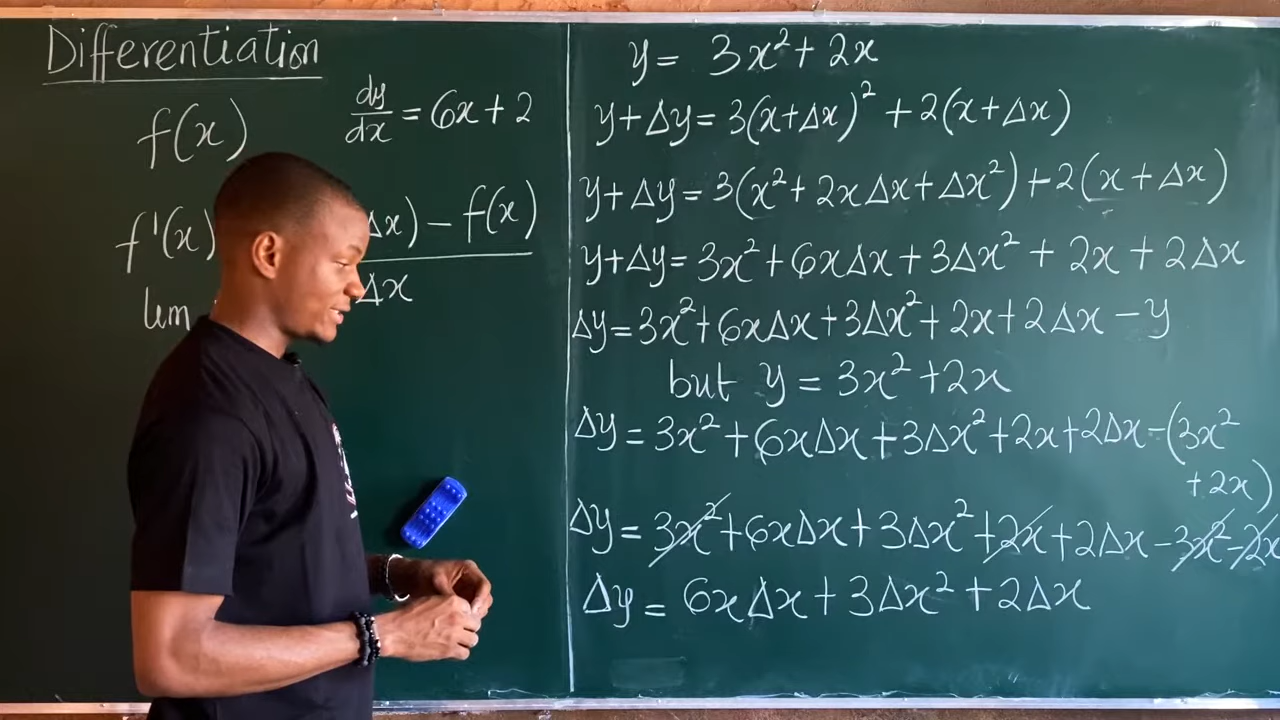 Differentiation
f(x)
dy/dx = 6x + 2
f'(x)
Δx) − f(x)
Δx
lim
y = 3x² + 2x
y + Δy = 3(x + Δx)² + 2(x + Δx)
y + Δy = 3(x² + 2xΔx + Δx²) + 2(x + Δx)
y + Δy = 3x² + 6xΔx + 3Δx² + 2x + 2Δx
Δy = 3x² + 6xΔx + 3Δx² + 2x + 2Δx − y
but y = 3x² + 2x
Δy = 3x² + 6xΔx + 3Δx² + 2x + 2Δx − (3x²
+ 2x)
Δy = 3x² + 6xΔx + 3Δx² + 2x + 2Δx − 3x² − 2x
Δy = 6xΔx + 3Δx² + 2Δx